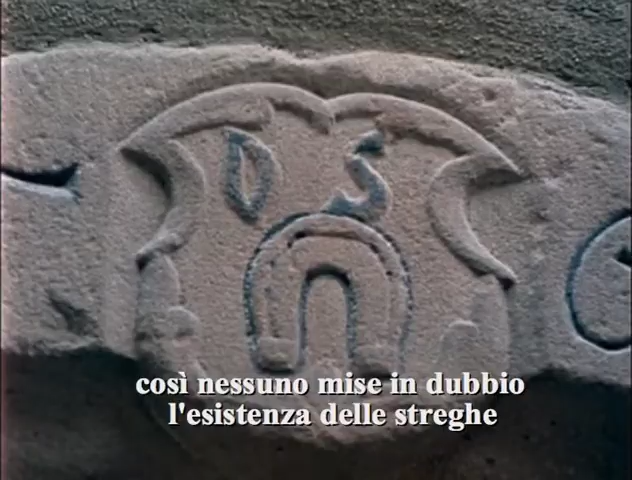 D S
così nessuno mise in dubbio
l'esistenza delle streghe